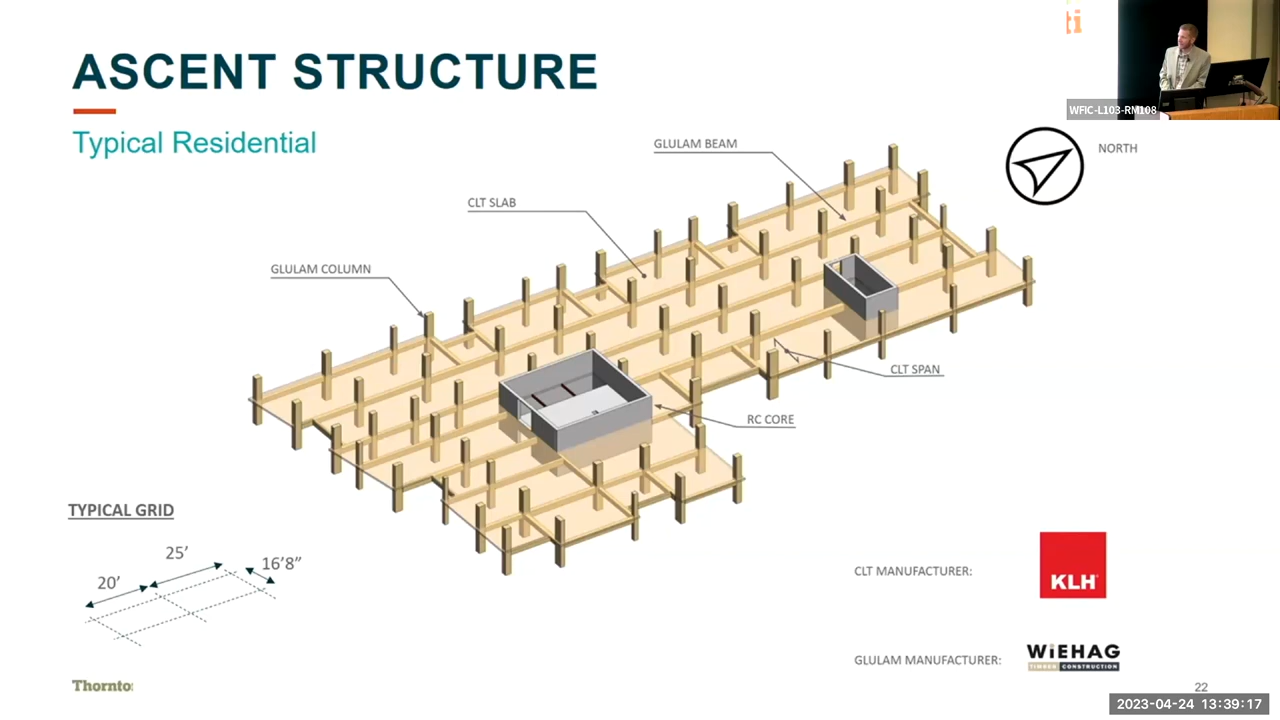 ASCENT STRUCTURE
Typical Residential
WFIC-L103-RM108
NORTH
GLULAM BEAM
CLT SLAB
GLULAM COLUMN
CLT SPAN
RC CORE
TYPICAL GRID
25’
20’
16’8”
CLT MANUFACTURER:
KLH
GLULAM MANUFACTURER:
WiEHAG
TIMBER CONSTRUCTION
Thornto
22
2023-04-24 13:39:17